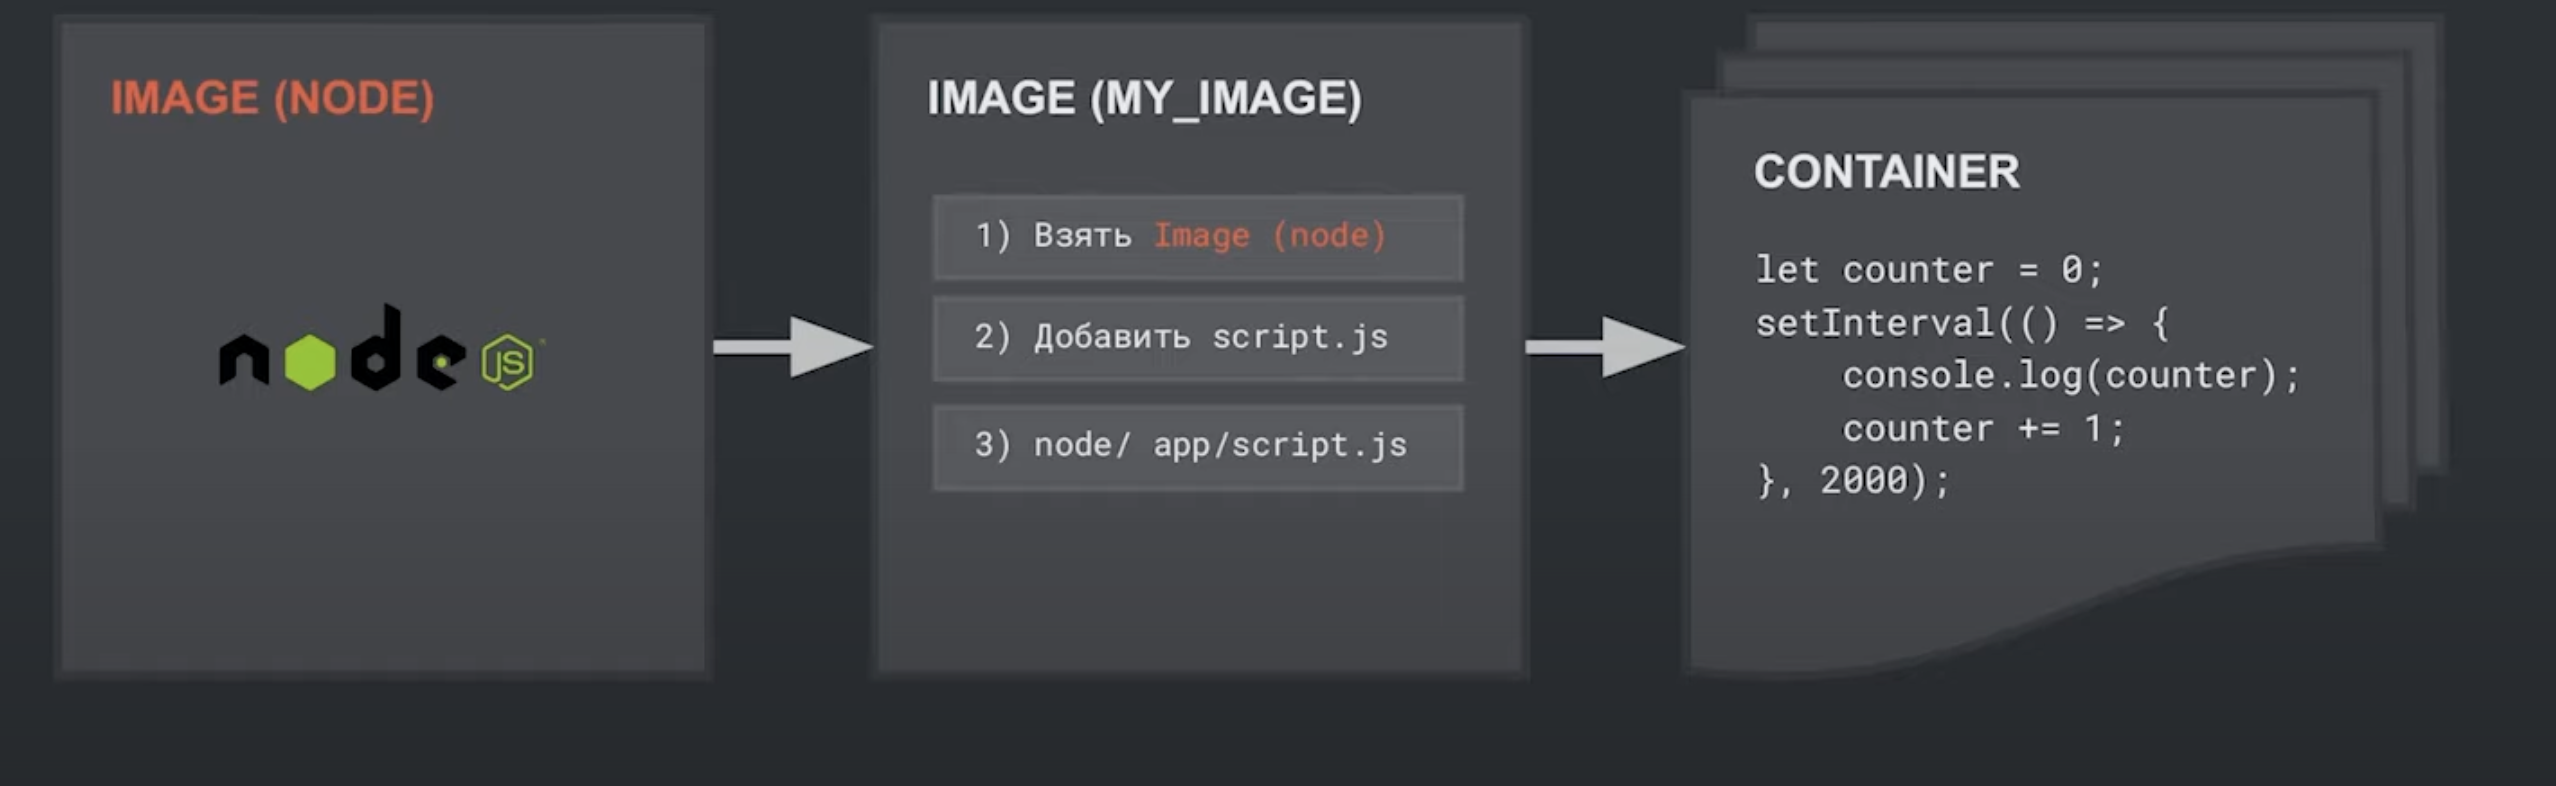 IMAGE (NODE)
node JS
IMAGE (MY_IMAGE)
1) Взять Image (node)
2) Добавить script.js
3) node/ app/script.js
CONTAINER
let counter = 0;
setInterval(() => {
    console.log(counter);
    counter += 1;
}, 2000);